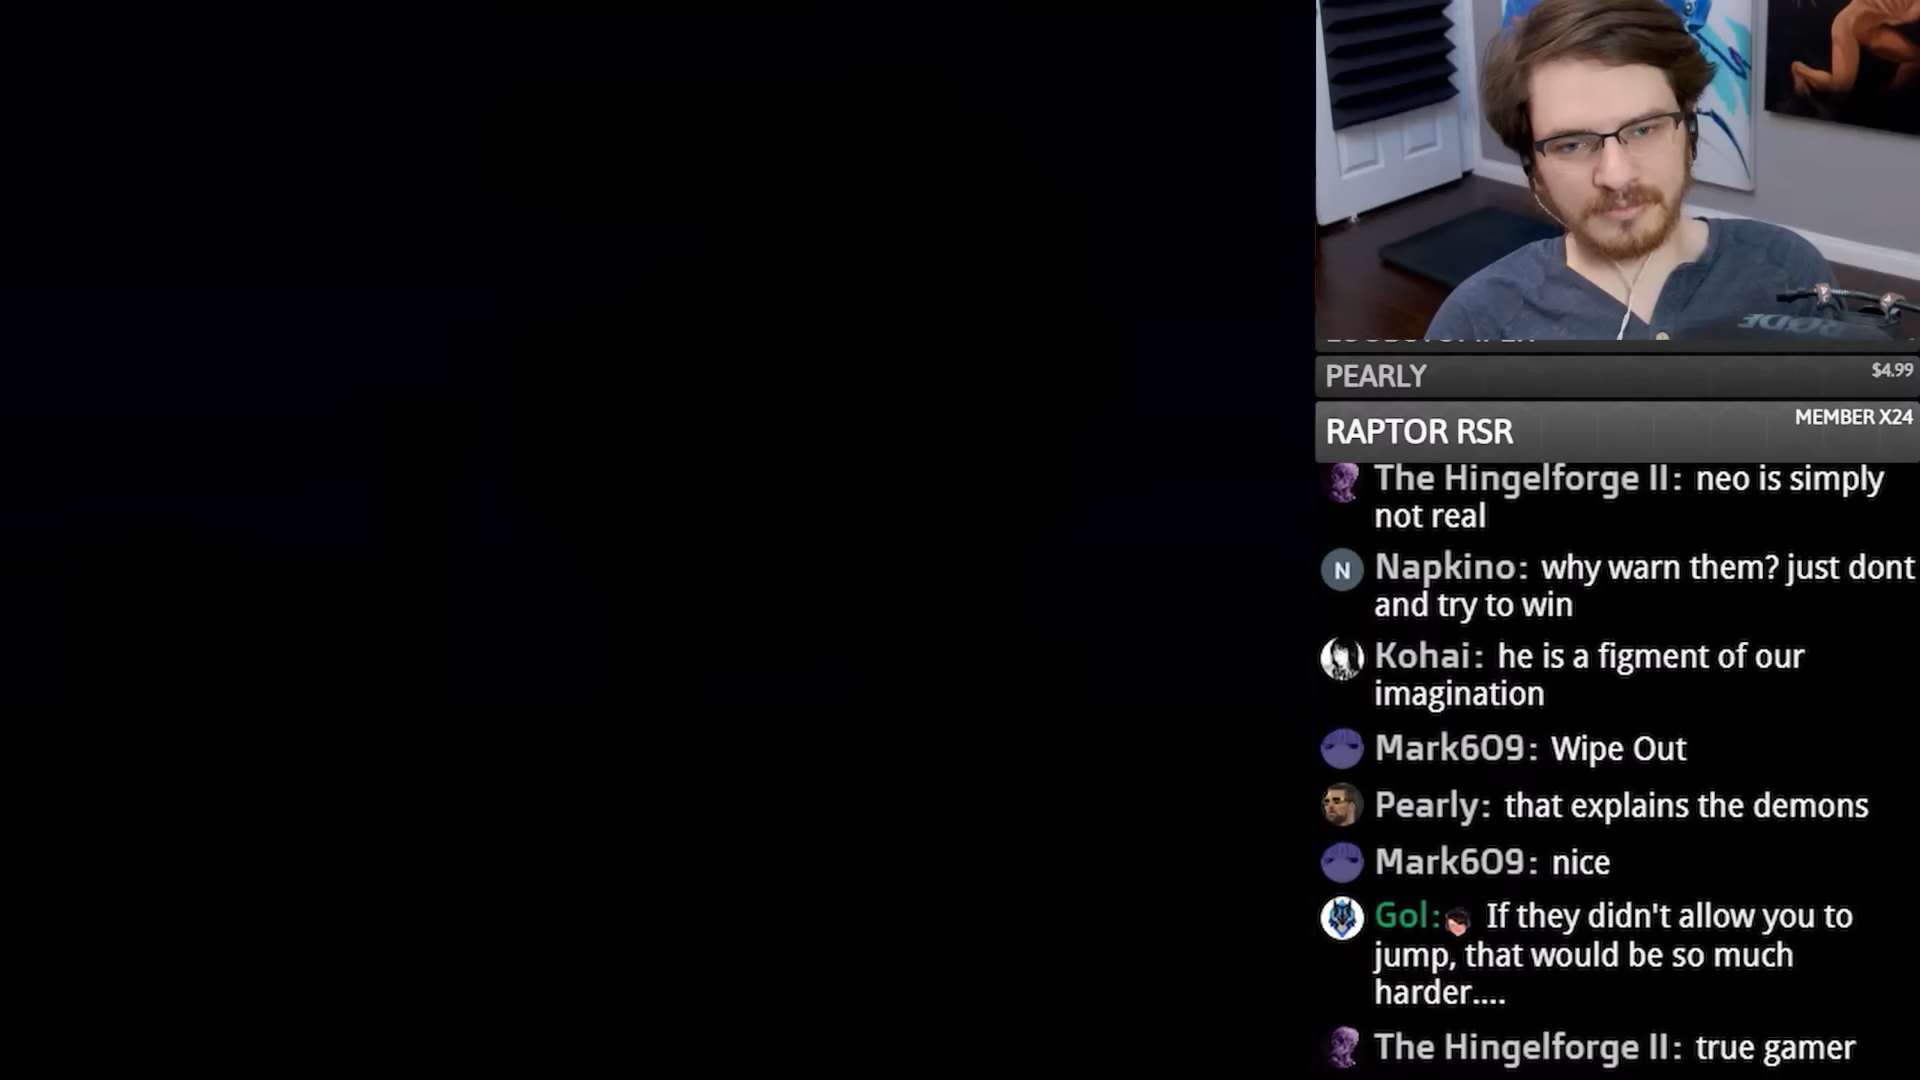 RØDE
PEARLY
$4.99
RAPTOR RSR
MEMBER X24
The Hingelforge II: neo is simply
not real
N
Napkino: why warn them? just dont
and try to win
Kohai: he is a figment of our
imagination
Mark609: Wipe Out
Pearly: that explains the demons
Mark609: nice
Gol: If they didn't allow you to
jump, that would be so much
harder....
The Hingelforge II: true gamer